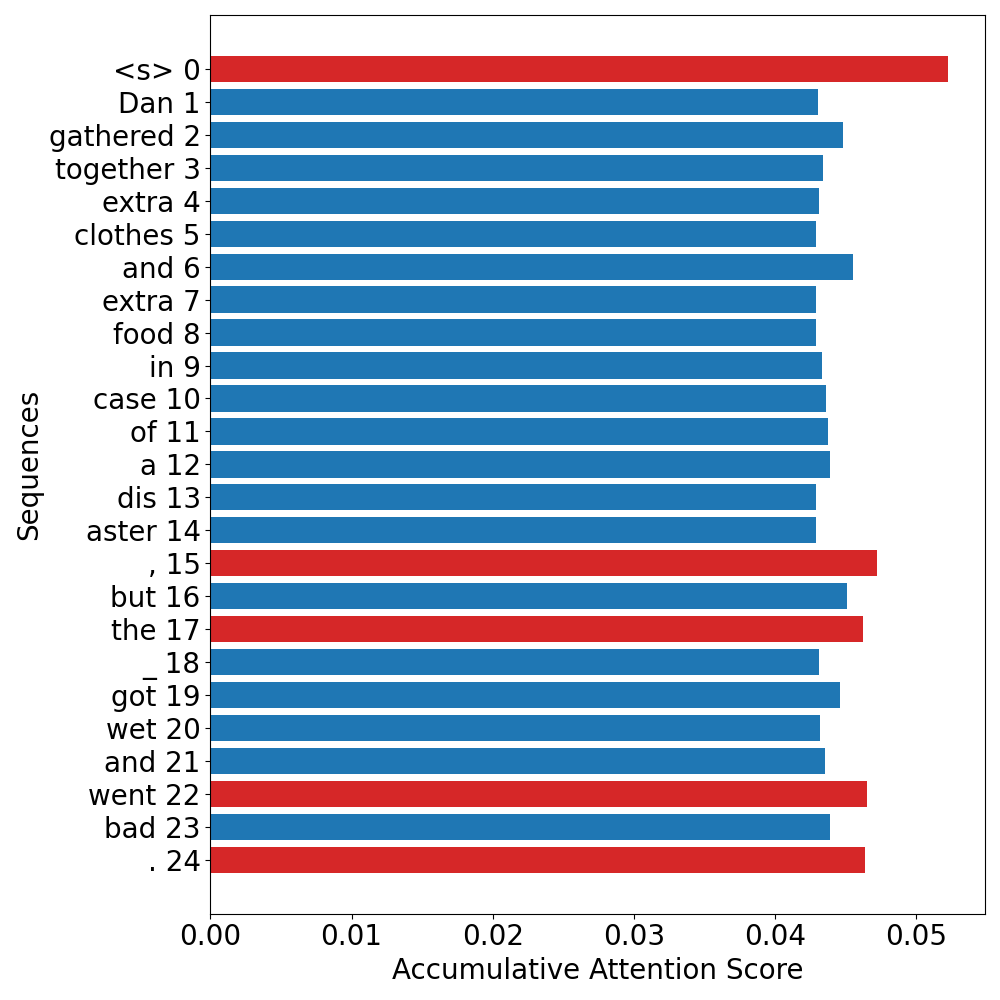 <s> 0
Dan 1
gathered 2
together 3
extra 4
clothes 5
and 6
extra 7
food 8
in 9
case 10
of 11
a 12
dis 13
aster 14
, 15
but 16
the 17
_ 18
got 19
wet 20
and 21
went 22
bad 23
. 24
Sequences
0.00 0.01 0.02 0.03 0.04 0.05
Accumulative Attention Score